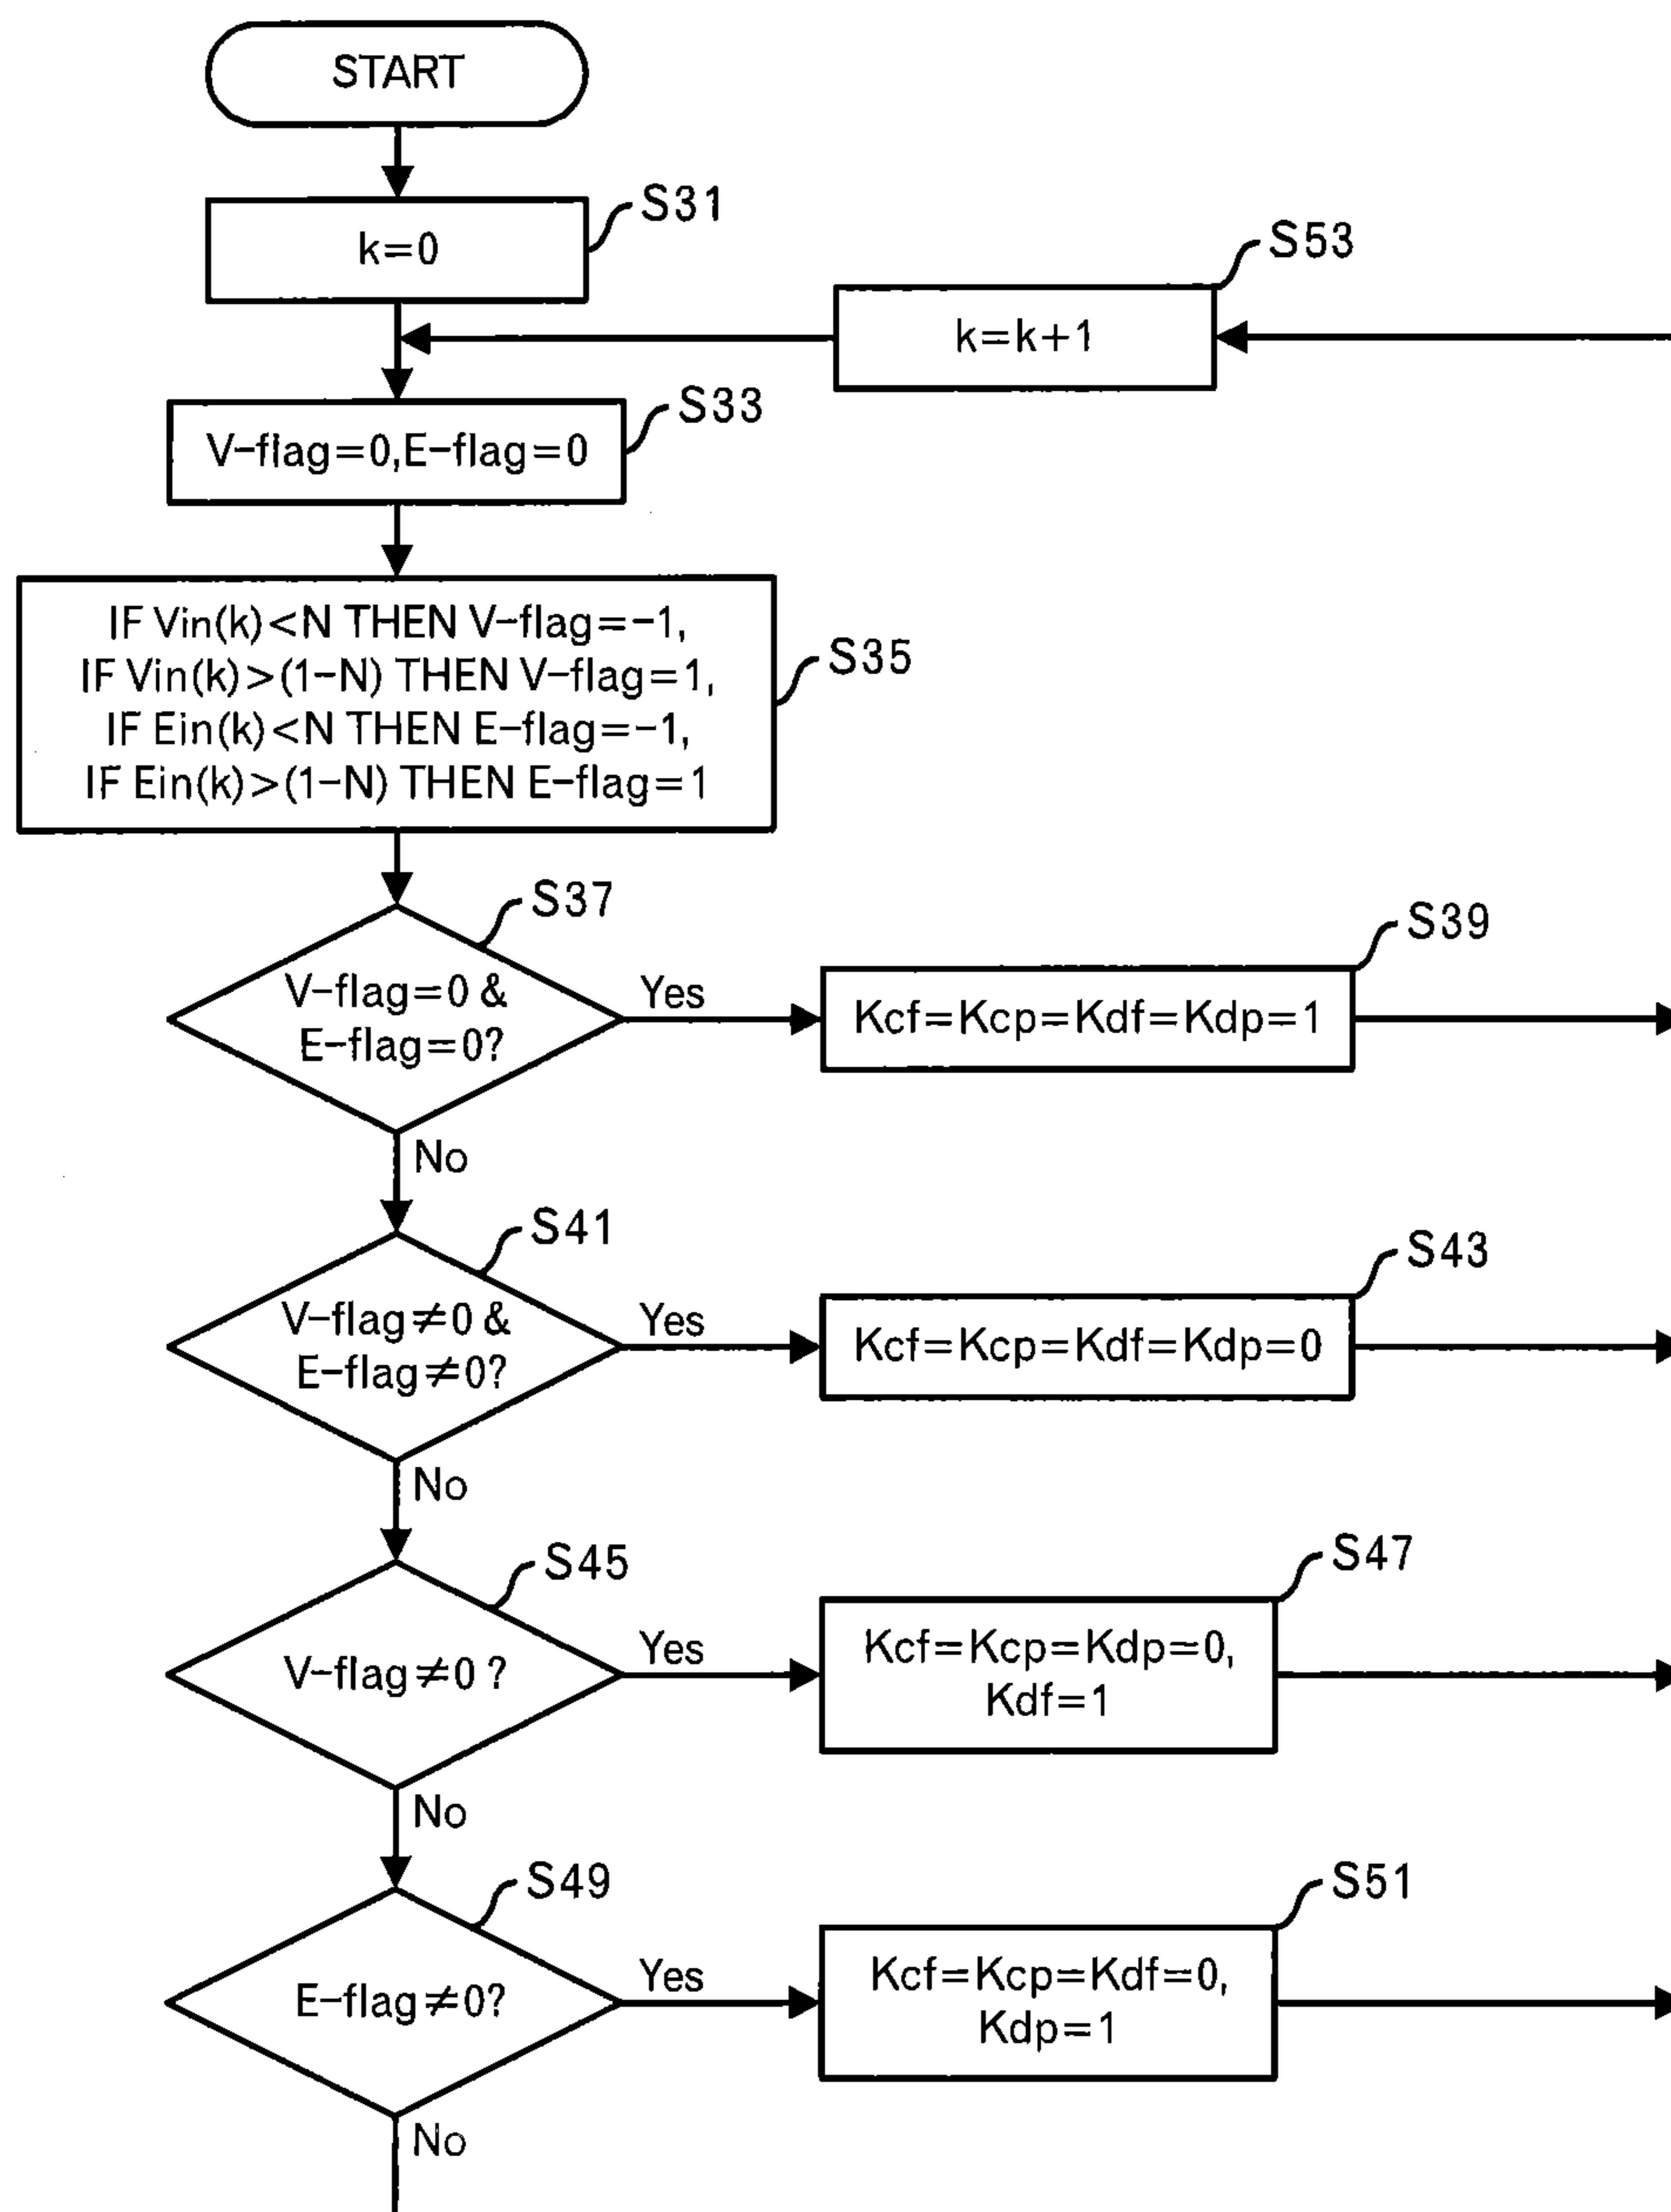 START
S31
k=0
S53
k=k+1
S33
V-flag=0,E-flag=0
IF Vin(k)<N THEN V-flag=-1,
IF Vin(k)>(1-N) THEN V-flag=1,
IF Ein(k)<N THEN E-flag=-1,
IF Ein(k)>(1-N) THEN E-flag=1
S35
S37
V-flag=0 &
E-flag=0?
Yes
S39
Kcf=Kcp=Kdf=Kdp=1
No
S41
V-flag≠0 &
E-flag≠0?
Yes
S43
Kcf=Kcp=Kdf=Kdp=0
No
S45
V-flag≠0 ?
Yes
S47
Kcf=Kcp=Kdp=0,
Kdf=1
No
S49
E-flag≠0?
Yes
S51
Kcf=Kcp=Kdf=0,
Kdp=1
No